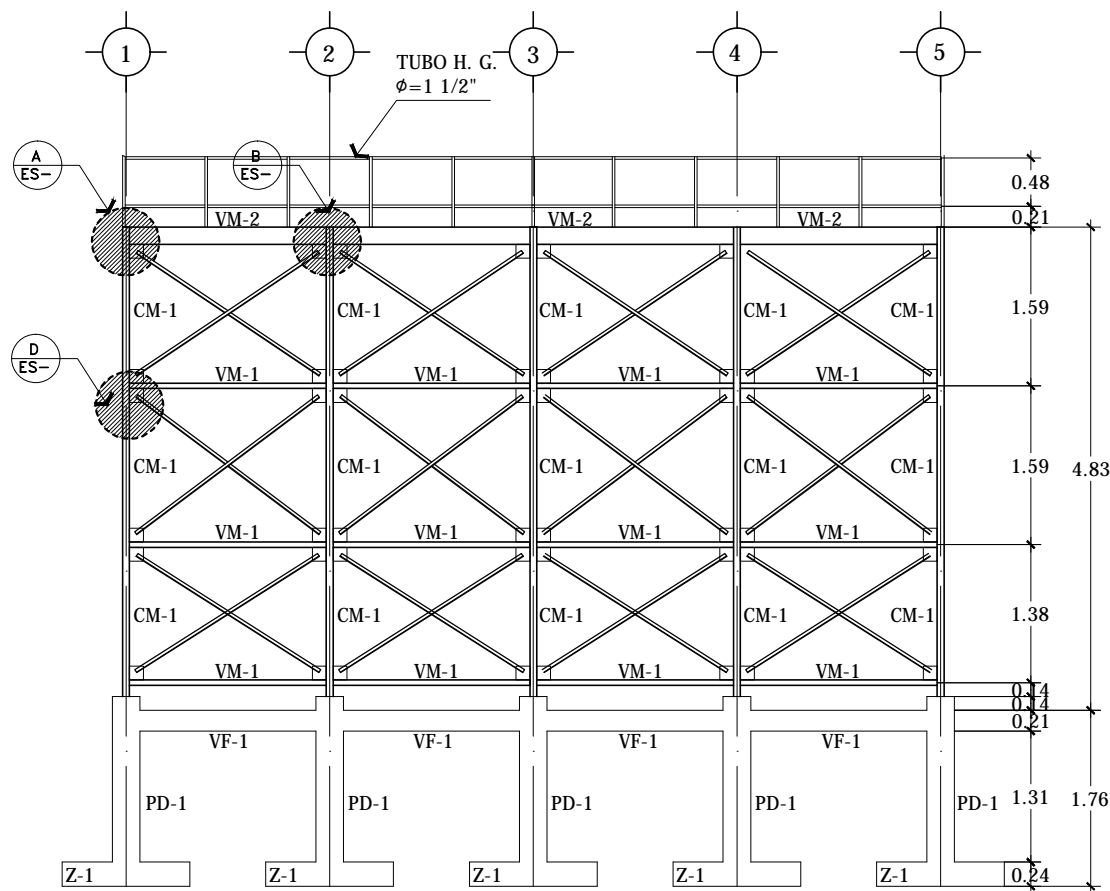 1 2 3 4 5
TUBO H. G.
Φ=1 1/2"
A
ES-
B
ES-
0.48
VM-2 VM-2 VM-2
0.21
CM-1 CM-1 CM-1 CM-1 CM-1
1.59
D
ES-
VM-1 VM-1 VM-1 VM-1
CM-1 CM-1 CM-1 CM-1 CM-1
1.59
4.83
VM-1 VM-1 VM-1 VM-1
CM-1 CM-1 CM-1 CM-1 CM-1
1.38
VM-1 VM-1 VM-1 VM-1
0.14
0.14
0.21
VF-1 VF-1 VF-1 VF-1
PD-1 PD-1 PD-1 PD-1 PD-1
1.31
1.76
Z-1 Z-1 Z-1 Z-1 Z-1
0.24